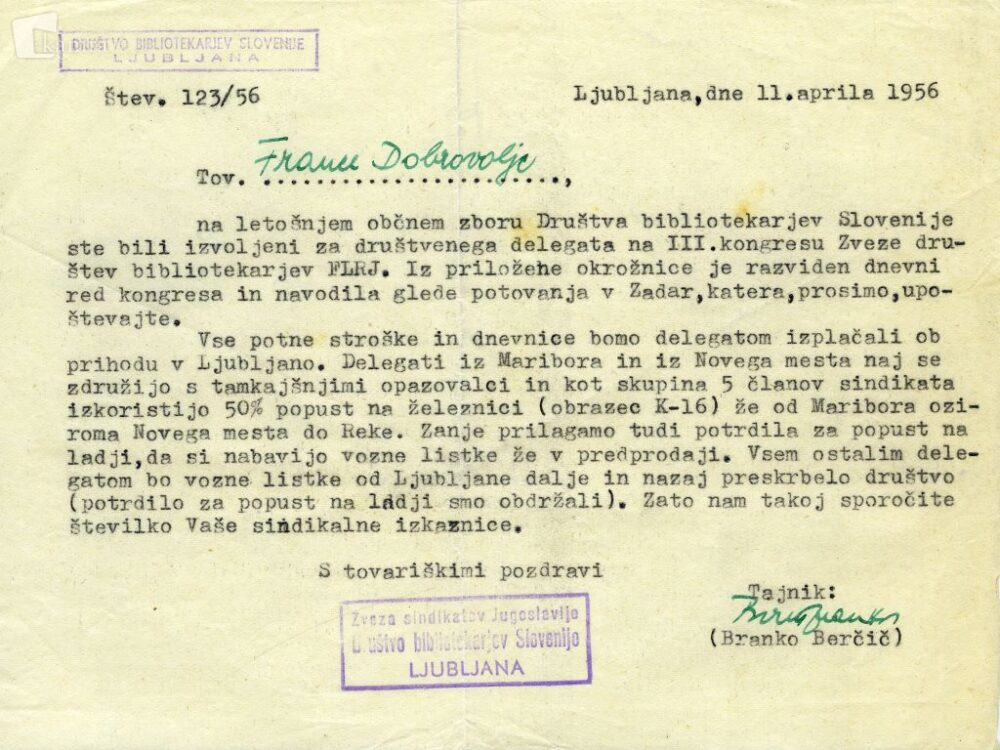 DRUŠTVO BIBLIOTEKARJEV SLOVENIJE
LJUBLJANA
Štev. 123/56
Ljubljana,dne 11.aprila 1956
Tov. France Dobrovoljc,
na letošnjem občnem zboru Društva bibliotekarjev Slovenije
ste bili izvoljeni za društvenega delegata na III.kongresu Zveze dru-
štev bibliotekarjev FLRJ. Iz priložehe okrožnice je razviden dnevni
red kongresa in navodila glede potovanja v Zadar,katera,prosimo,upo-
števajte.
Vse potne stroške in dnevnice bomo delegatom izplačali ob
prihodu v Ljubljano. Delegati iz Maribora in iz Novega mesta naj se
združijo s tamkajšnjimi opazovalci in kot skupina 5 članov sindikata
izkoristijo 50% popust na železnici (obrazec K-16) že od Maribora ozi-
roma Novega mesta do Reke. Zanje prilagamo tudi potrdila za popust na
ladji,da si nabavijo vozne listke že v predprodaji. Vsem ostalim dele-
gatom bo vozne listke od Ljubljane dalje in nazaj preskrbelo društvo
(potrdilo za popust na ladji smo obdržali). Zato nam takoj sporočite
številko Vaše sindikalne izkaznice.
S tovariškimi pozdravi
Tajnik:
(Branko Berčič)
Zveza sindikatov Jugoslavije
Društvo bibliotekarjev Slovenije
LJUBLJANA